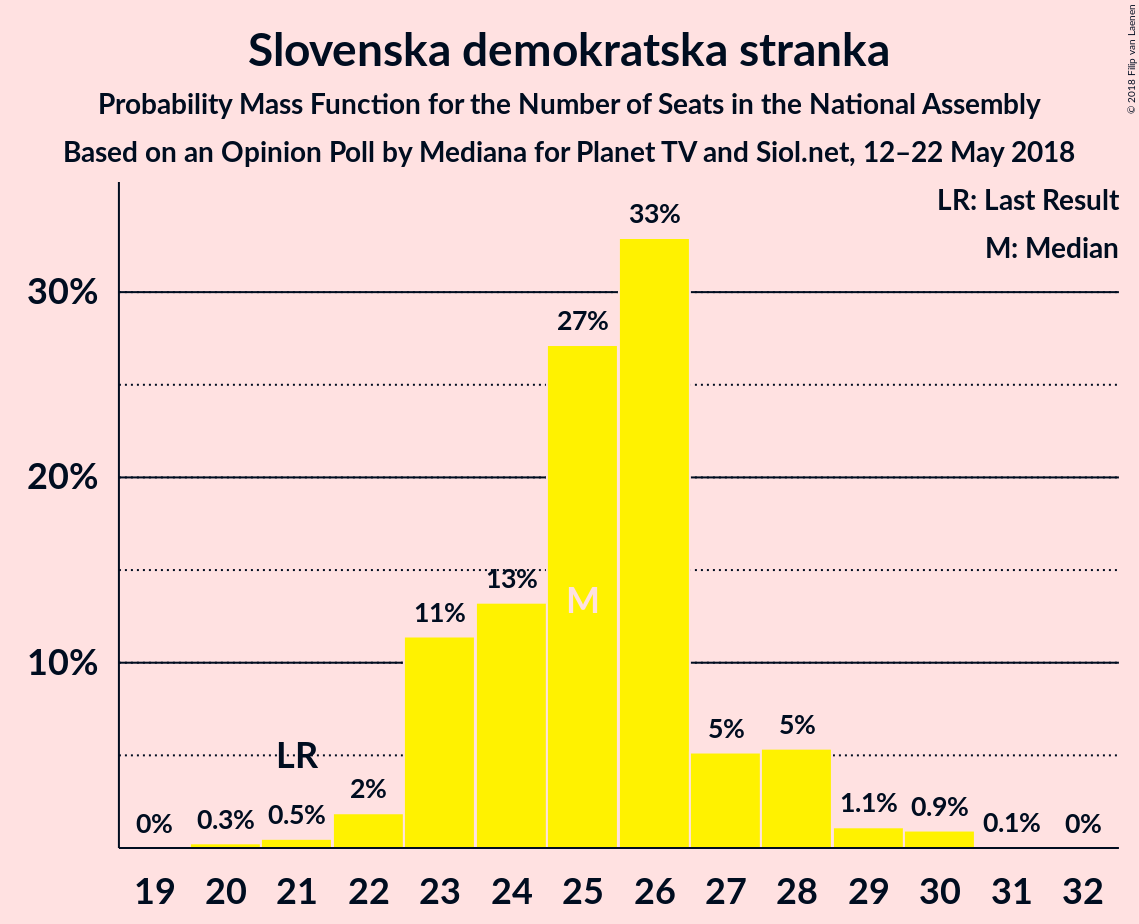 Slovenska demokratska stranka
Probability Mass Function for the Number of Seats in the National Assembly
Based on an Opinion Poll by Mediana for Planet TV and Siol.net, 12–22 May 2018
© 2018 Filip van Laenen
LR: Last Result
M: Median
33%
30%
27%
20%
13%
M
11%
10%
5%
5%
LR
2%
1.1%
0.9%
0.5%
0.3%
0%
0.1%
0%
19 20 21 22 23 24 25 26 27 28 29 30 31 32